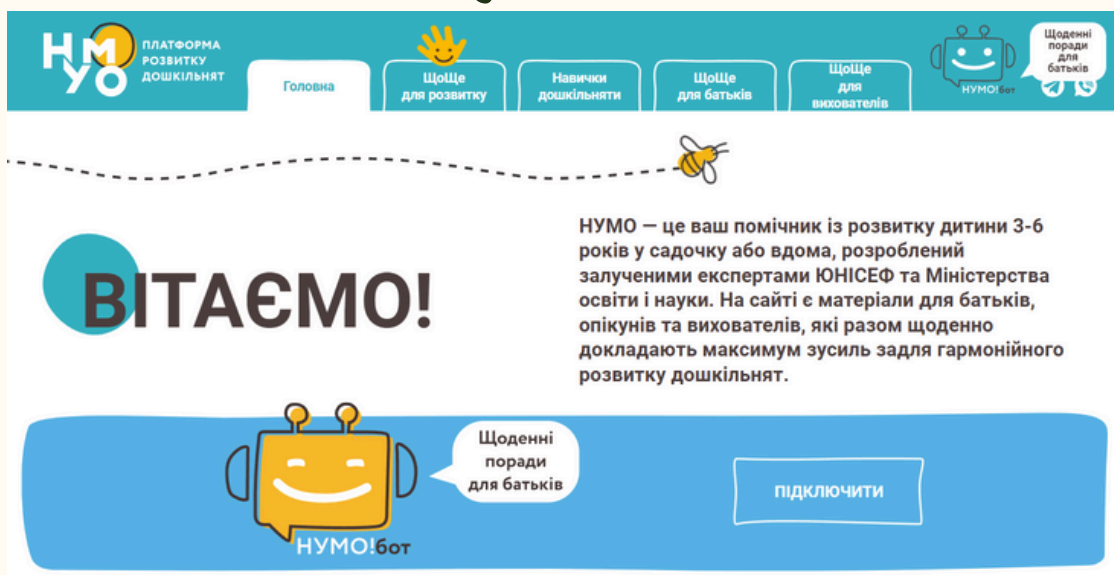 НУМО
ПЛАТФОРМА
РОЗВИТКУ
ДОШКІЛЬНЯТ
Головна
ЩоЩе
для розвитку
Навички
дошкільняти
ЩоЩе
для батьків
ЩоЩе
для
вихователів
НУМО!бот
Щоденні
поради
для
батьків
ВІТАЄМО!
НУМО — це ваш помічник із розвитку дитини 3-6
років у садочку або вдома, розроблений
залученими експертами ЮНІСЕФ та Міністерства
освіти і науки. На сайті є матеріали для батьків,
опікунів та вихователів, які разом щоденно
докладають максимум зусиль задля гармонійного
розвитку дошкільнят.
Щоденні
поради
для батьків
НУМО!бот
ПІДКЛЮЧИТИ